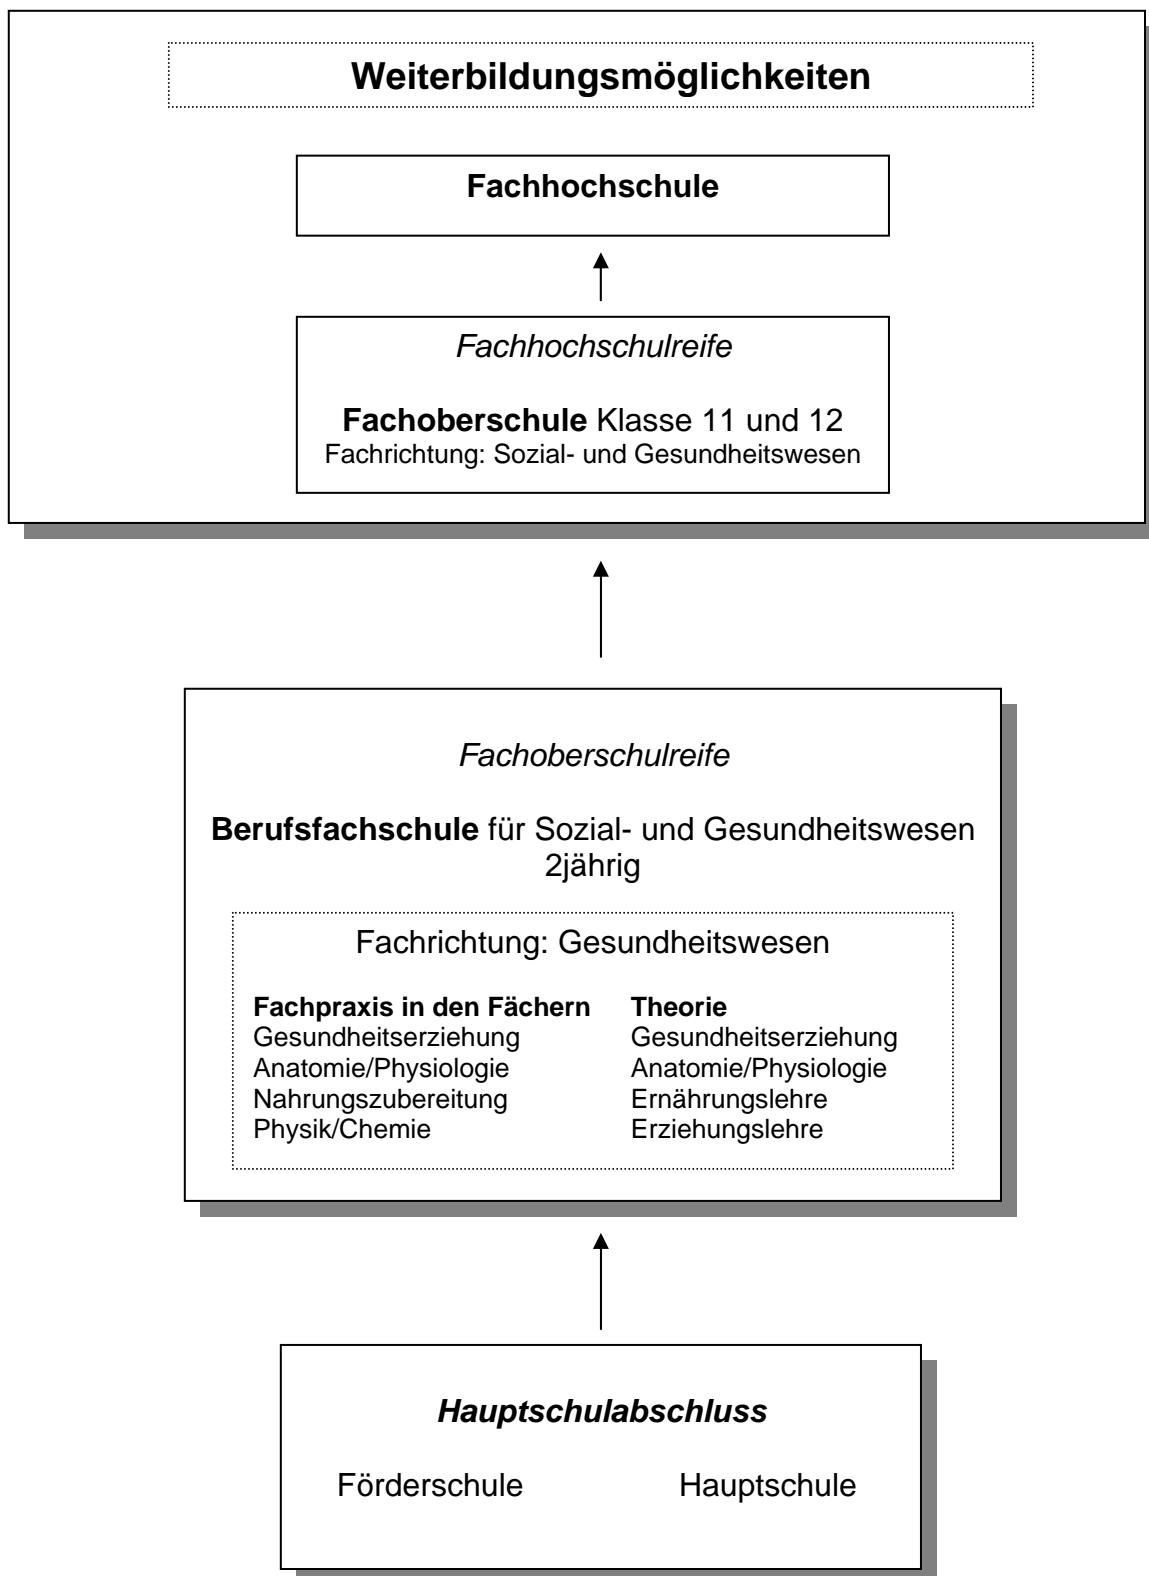 Weiterbildungsmöglichkeiten
Fachhochschule
Fachhochschulreife
Fachoberschule Klasse 11 und 12
Fachrichtung: Sozial- und Gesundheitswesen
Fachoberschulreife
Berufsfachschule für Sozial- und Gesundheitswesen
2jährig
Fachrichtung: Gesundheitswesen
Fachpraxis in den Fächern
Gesundheitserziehung
Anatomie/Physiologie
Nahrungszubereitung
Physik/Chemie
Theorie
Gesundheitserziehung
Anatomie/Physiologie
Ernährungslehre
Erziehungslehre
Hauptschulabschluss
Förderschule
Hauptschule